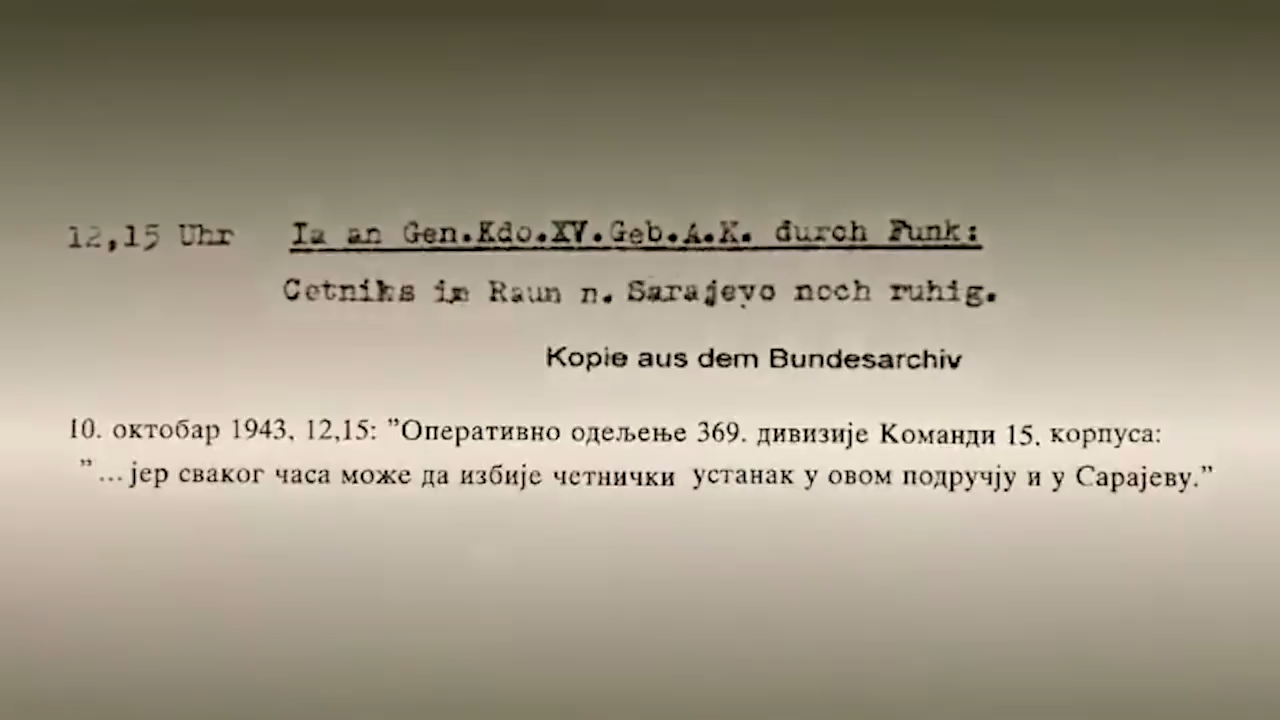 12,15 Uhr Ia an Gen.Kdo.XV.Geb.A.K. durch Funk:
Cetniks im Raum n. Sarajevo noch ruhig.
Kopie aus dem Bundesarchiv
10. октобар 1943, 12,15: ”Оперативно одељење 369. дивизије Команди 15. корпуса:
”... јер сваког часа може да избије четнички устанак у овом подручју и у Сарајеву.”